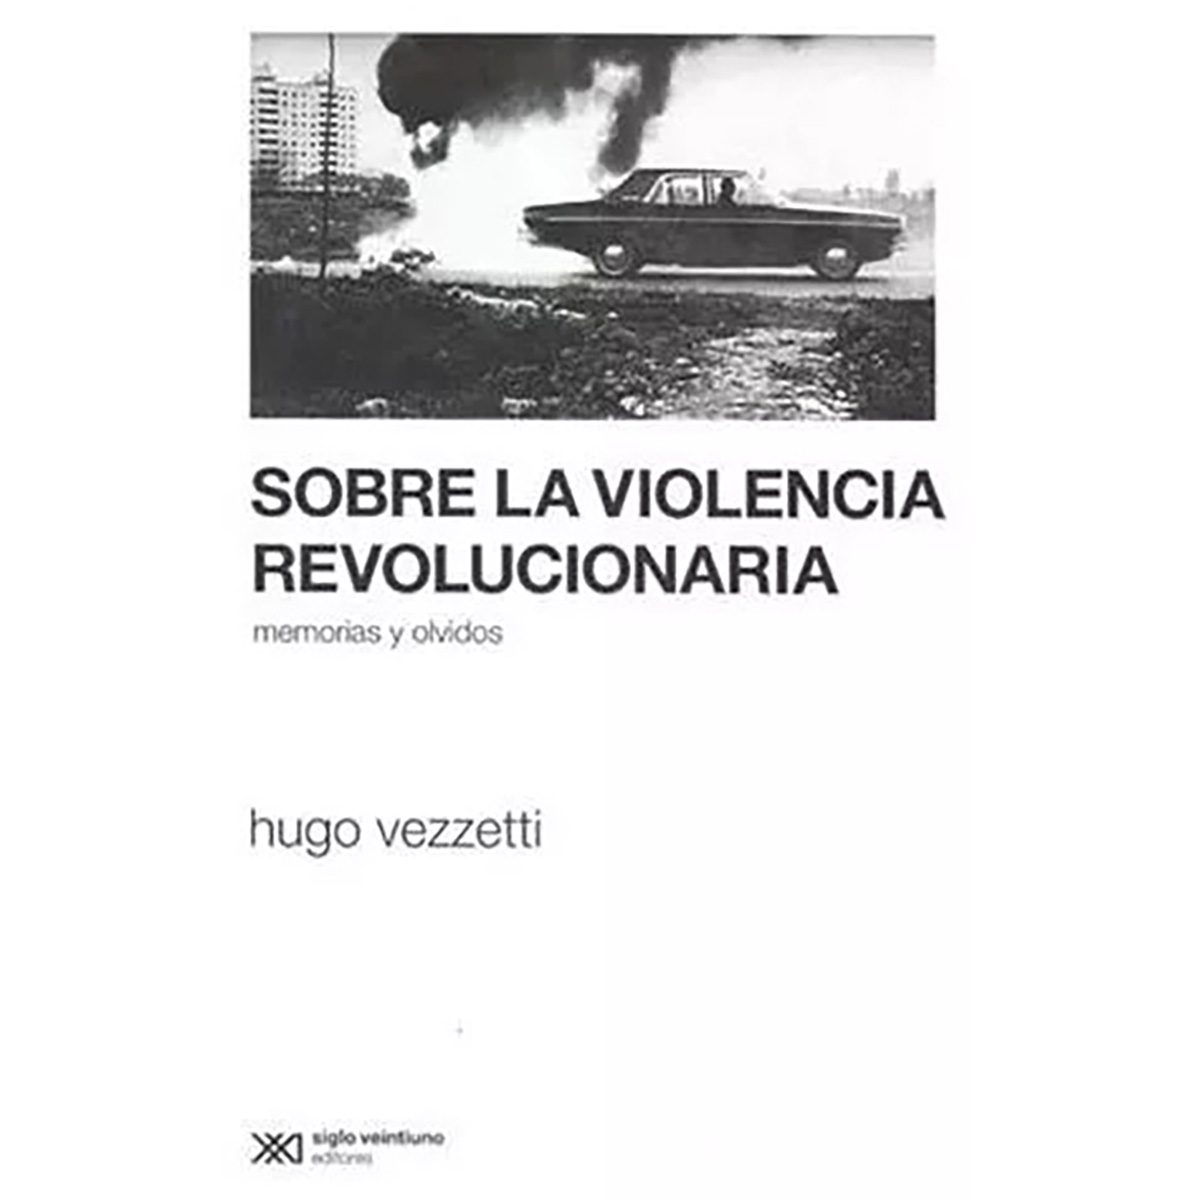 SOBRE LA VIOLENCIA
REVOLUCIONARIA
memorias y olvidos
hugo vezzetti
siglo veintiuno
editores